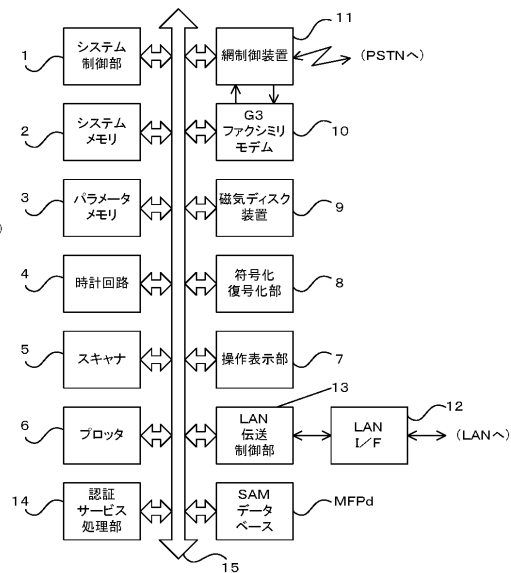 11
1
システム
制御部
網制御装置
(PSTNへ)
2
システム
メモリ
G3
ファクシミリ
モデム
10
3
パラメータ
メモリ
磁気ディスク
装置
9
)
4
時計回路
符号化
復号化部
8
5
スキャナ
操作表示部
7
13
12
6
プロッタ
LAN
伝送
制御部
LAN
I/F
(LANへ)
14
認証
サービス
処理部
SAM
データ
ベース
MFPd
15